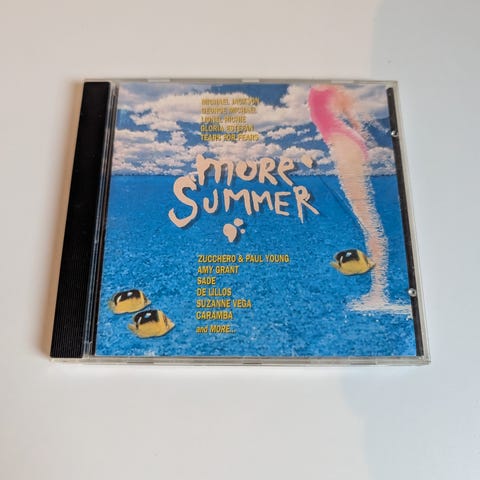 MICHAEL JACKSON
GEORGE MICHAEL
LIONEL RICHIE
GLORIA ESTEFAN
TEARS FOR FEARS
more
SUMMER
ZUCCHERO & PAUL YOUNG
AMY GRANT
SADE
DE LILLOS
SUZANNE VEGA
CARAMBA
and MORE...